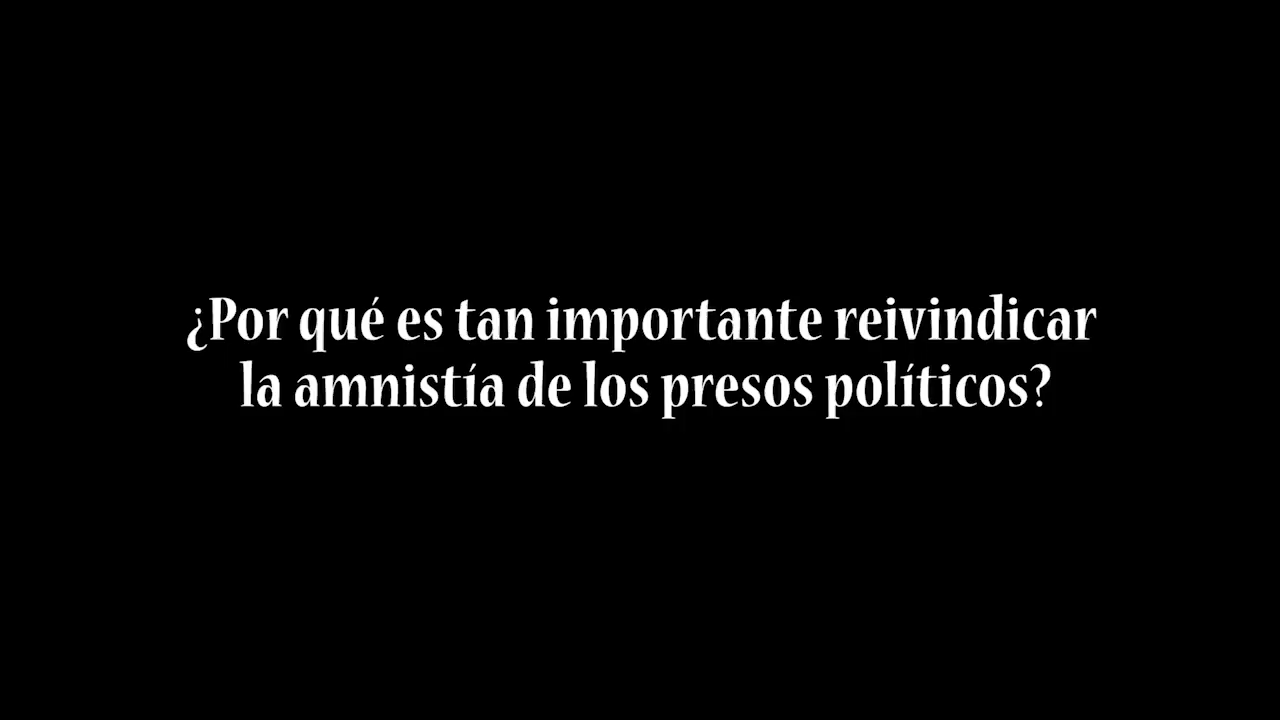 ¿Por qué es tan importante reivindicar
la amnistía de los presos políticos?